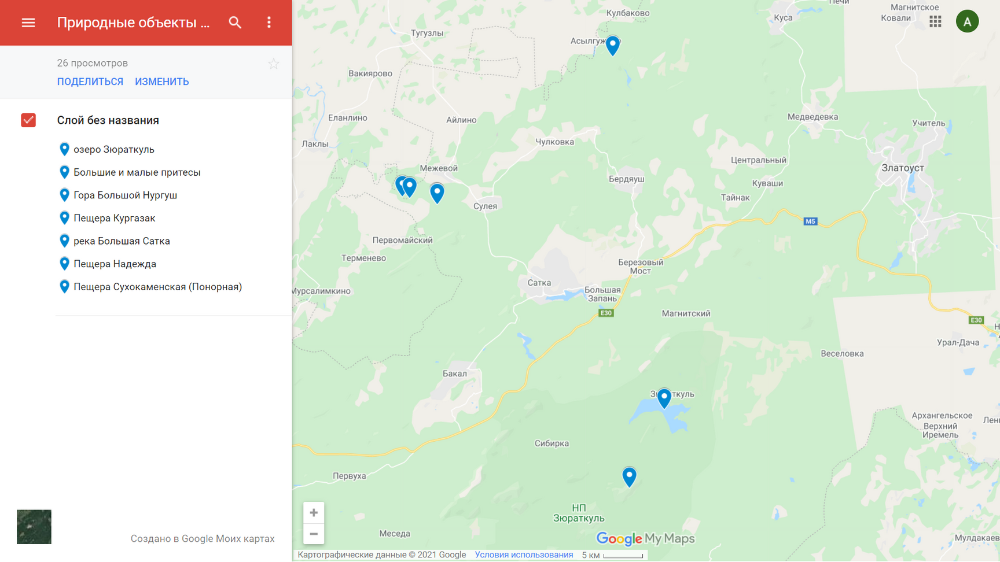 Природные объекты ...
26 просмотров
ПОДЕЛИТЬСЯ ИЗМЕНИТЬ
Слой без названия
озеро Зюраткуль
Большие и малые притесы
Гора Большой Нургуш
Пещера Кургазак
река Большая Сатка
Пещера Надежда
Пещера Сухокаменская (Понорная)
Создано в Google Моих картах
Кулбаково
Печи
Магнитское
Ковали
Куса
A
Тугузлы
Вакиярово
Еланлино
Айлино
Лаклы
Чулковка
Медведевка
Учитель
Межевой
Центральный
Златоуст
Бердяуш
Куваши
Тайнак
Сулея
M5
Первомайский
Терменево
Березовый
Мост
Сатка
Мурсалимкино
Большая
Запань
E30
Магнитский
E30
Урал-Дача
Веселовка
Бакал
Архангельское
Верхний
Иремель
Сибирка
Первуха
НП
Зюраткуль
Меседа
Google My Maps
Картографические данные © 2021 Google Условия использования 5 км